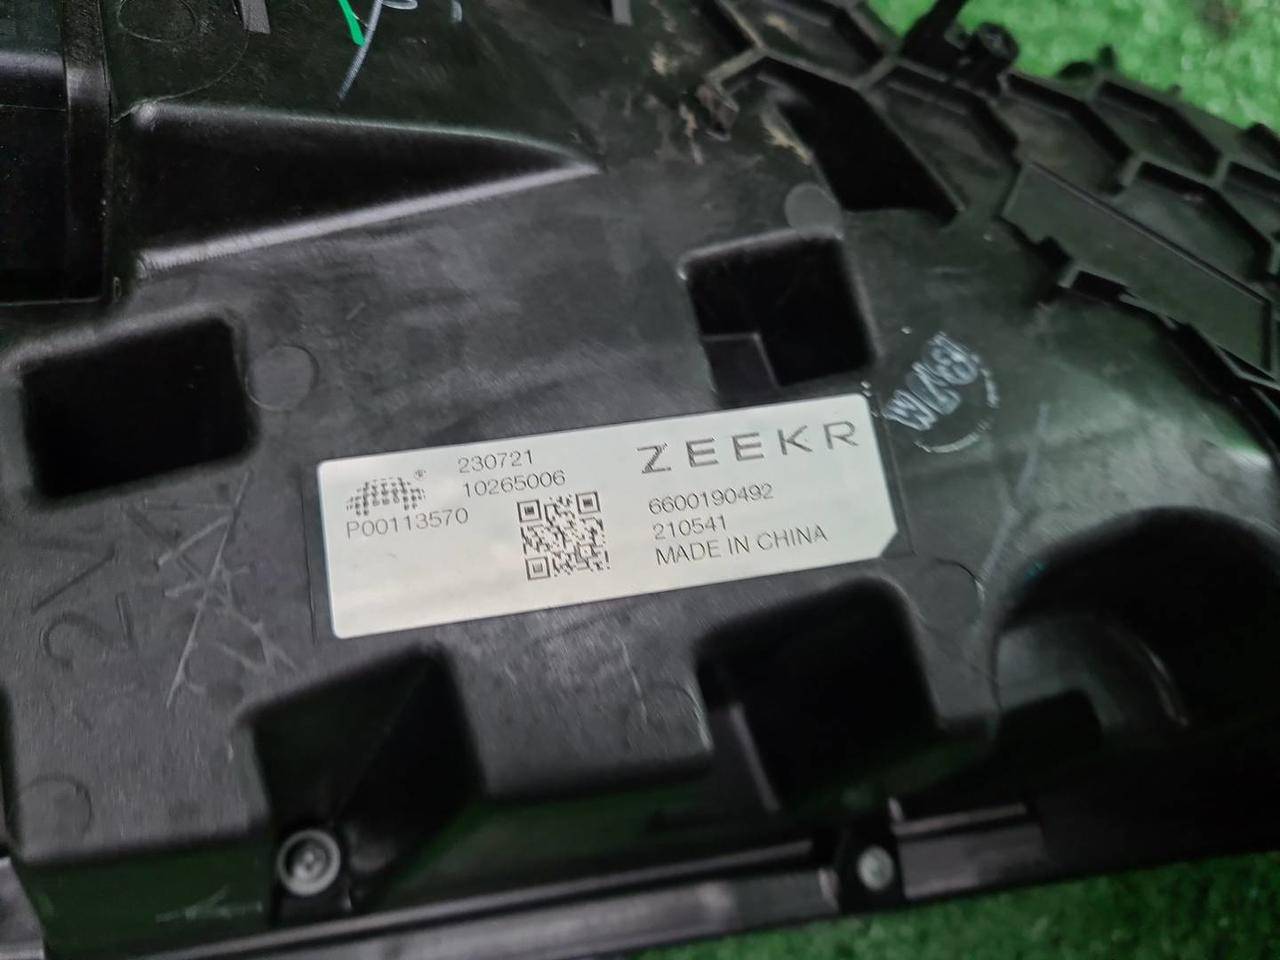 230721
10265006
P00113570
ZEEKR
6600190492
210541
MADE IN CHINA